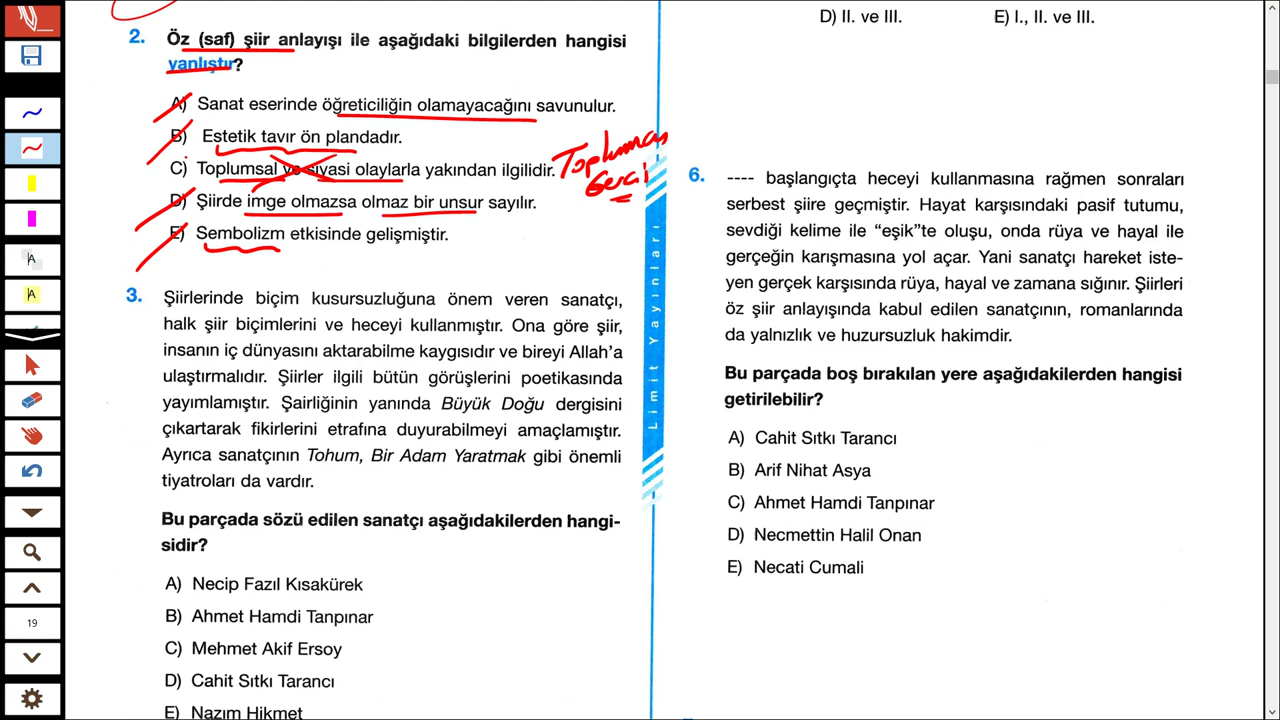 D) II. ve III. E) I., II. ve III.
2. Öz (saf) şiir anlayışı ile aşağıdaki bilgilerden hangisi
yanlıştır?
A) Sanat eserinde öğreticiliğin olamayacağını savunulur.
B) Estetik tavır ön plandadır.
C) Toplumsal ve siyasi olaylarla yakından ilgilidir.
D) Şiirde imge olmazsa olmaz bir unsur sayılır.
E) Sembolizm etkisinde gelişmiştir.
Toplumcu
Gerçi
3. Şiirlerinde biçim kusursuzluğuna önem veren sanatçı,
halk şiir biçimlerini ve heceyi kullanmıştır. Ona göre şiir,
insanın iç dünyasını aktarabilme kaygısıdır ve bireyi Allah'a
ulaştırmalıdır. Şiirler ilgili bütün görüşlerini poetikasında
yayımlamıştır. Şairliğinin yanında Büyük Doğu dergisini
çıkartarak fikirlerini etrafına duyurabilmeyi amaçlamıştır.
Ayrıca sanatçının Tohum, Bir Adam Yaratmak gibi önemli
tiyatroları da vardır.
Bu parçada sözü edilen sanatçı aşağıdakilerden hangi-
sidir?
A) Necip Fazıl Kısakürek
B) Ahmet Hamdi Tanpınar
C) Mehmet Akif Ersoy
D) Cahit Sıtkı Tarancı
E) Nazım Hikmet
Limit Yayınları
6. ---- başlangıçta heceyi kullanmasına rağmen sonraları
serbest şiire geçmiştir. Hayat karşısındaki pasif tutumu,
sevdiği kelime ile "eşik"te oluşu, onda rüya ve hayal ile
gerçeğin karışmasına yol açar. Yani sanatçı hareket iste-
yen gerçek karşısında rüya, hayal ve zamana sığınır. Şiirleri
öz şiir anlayışında kabul edilen sanatçının, romanlarında
da yalnızlık ve huzursuzluk hakimdir.
Bu parçada boş bırakılan yere aşağıdakilerden hangisi
getirilebilir?
A) Cahit Sıtkı Tarancı
B) Arif Nihat Asya
C) Ahmet Hamdi Tanpınar
D) Necmettin Halil Onan
E) Necati Cumali
A
A
19